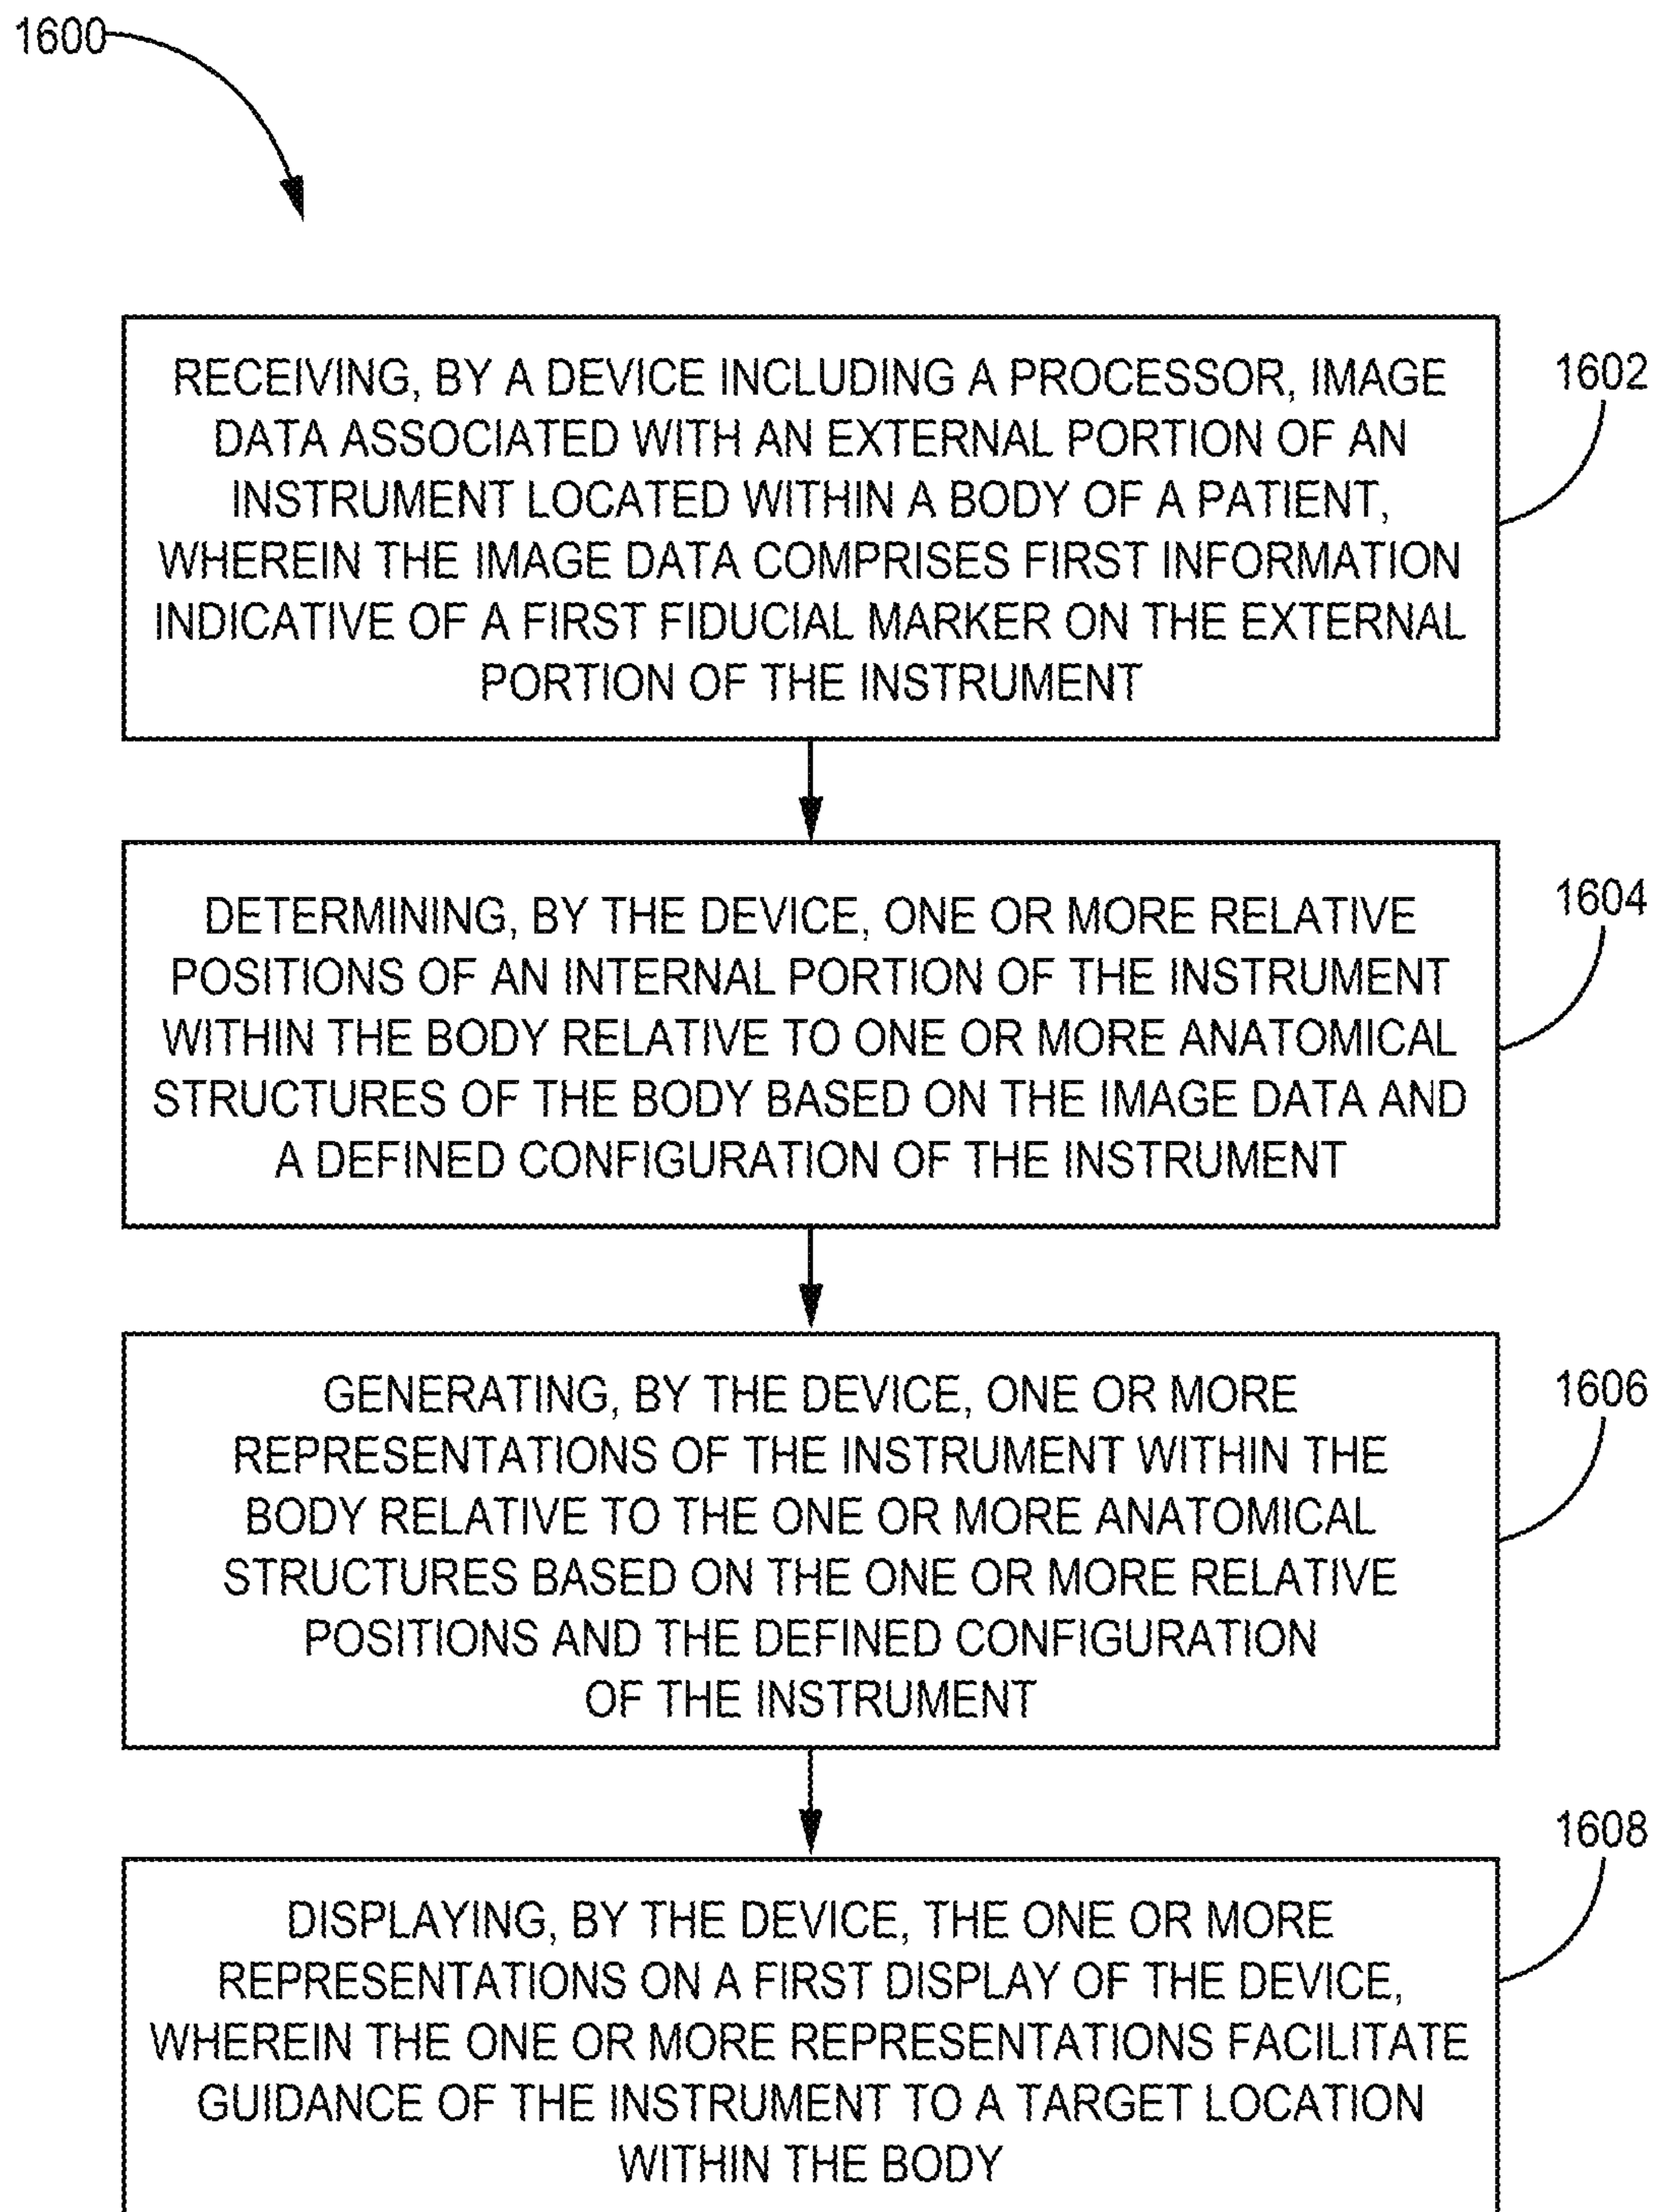 1600
RECEIVING, BY A DEVICE INCLUDING A PROCESSOR, IMAGE
DATA ASSOCIATED WITH AN EXTERNAL PORTION OF AN
INSTRUMENT LOCATED WITHIN A BODY OF A PATIENT,
WHEREIN THE IMAGE DATA COMPRISES FIRST INFORMATION
INDICATIVE OF A FIRST FIDUCIAL MARKER ON THE EXTERNAL
PORTION OF THE INSTRUMENT
1602
DETERMINING, BY THE DEVICE, ONE OR MORE RELATIVE
POSITIONS OF AN INTERNAL PORTION OF THE INSTRUMENT
WITHIN THE BODY RELATIVE TO ONE OR MORE ANATOMICAL
STRUCTURES OF THE BODY BASED ON THE IMAGE DATA AND
A DEFINED CONFIGURATION OF THE INSTRUMENT
1604
GENERATING, BY THE DEVICE, ONE OR MORE
REPRESENTATIONS OF THE INSTRUMENT WITHIN THE
BODY RELATIVE TO THE ONE OR MORE ANATOMICAL
STRUCTURES BASED ON THE ONE OR MORE RELATIVE
POSITIONS AND THE DEFINED CONFIGURATION
OF THE INSTRUMENT
1606
DISPLAYING, BY THE DEVICE, THE ONE OR MORE
REPRESENTATIONS ON A FIRST DISPLAY OF THE DEVICE,
WHEREIN THE ONE OR MORE REPRESENTATIONS FACILITATE
GUIDANCE OF THE INSTRUMENT TO A TARGET LOCATION
WITHIN THE BODY
1608